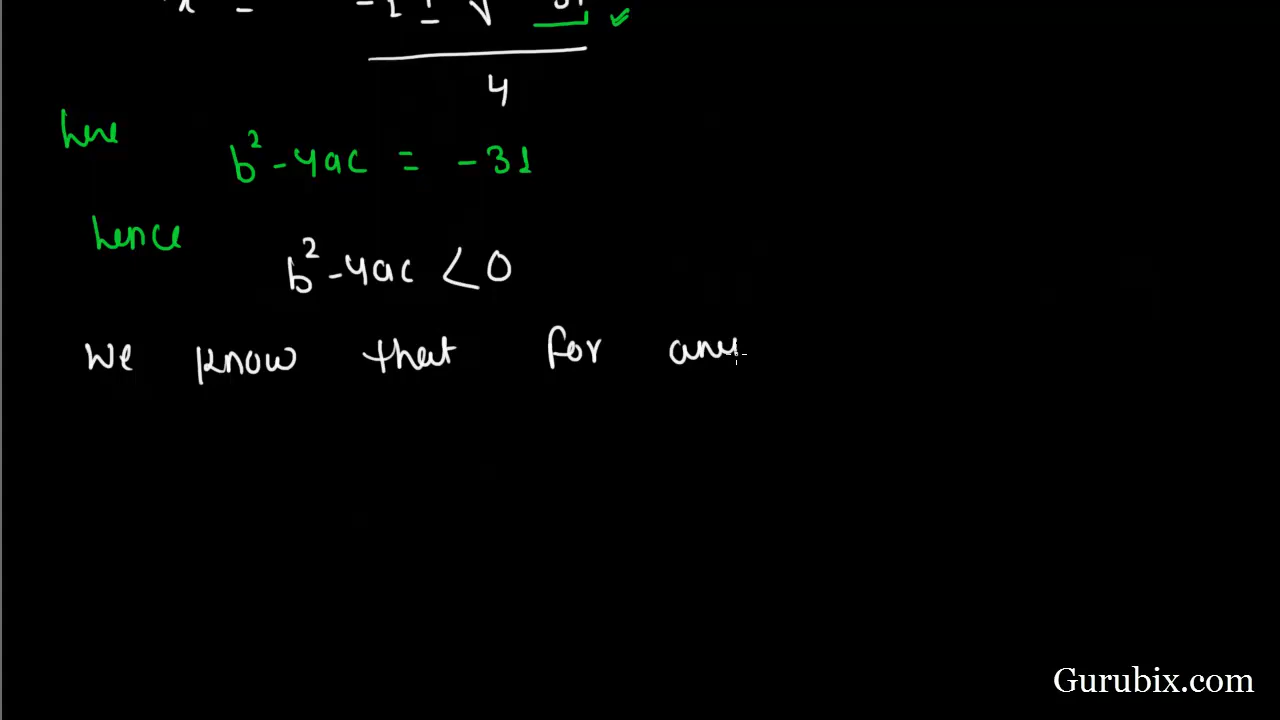 4
here b²-4ac = -31
hence
b²-4ac < 0
We know that for any
Gurubix.com